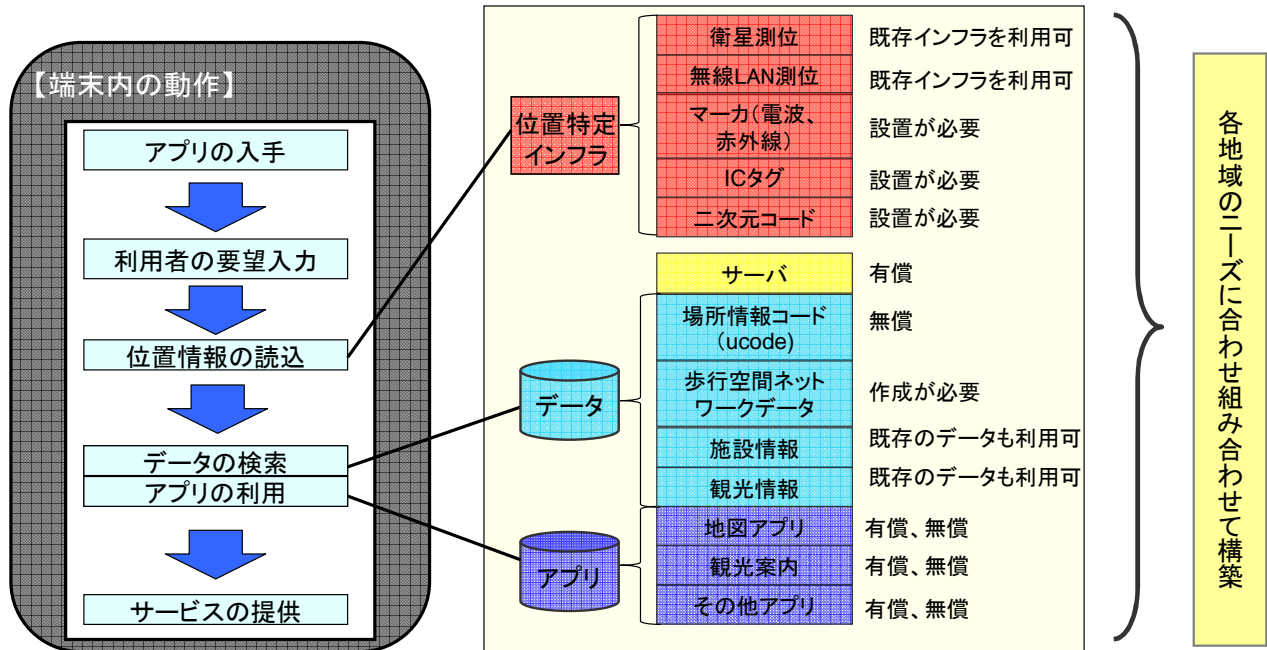 【端末内の動作】
アプリの入手
利用者の要望入力
位置情報の読込
データの検索
アプリの利用
サービスの提供
位置特定
インフラ
衛星測位
既存インフラを利用可
無線LAN測位
既存インフラを利用可
マーカ(電波、
赤外線)
設置が必要
ICタグ
設置が必要
二次元コード
設置が必要
サーバ
有償
データ
場所情報コード
(ucode)
無償
歩行空間ネット
ワークデータ
作成が必要
施設情報
既存のデータも利用可
観光情報
既存のデータも利用可
アプリ
地図アプリ
有償、無償
観光案内
有償、無償
その他アプリ
有償、無償
各地域のニーズに合わせ組み合わせて構築